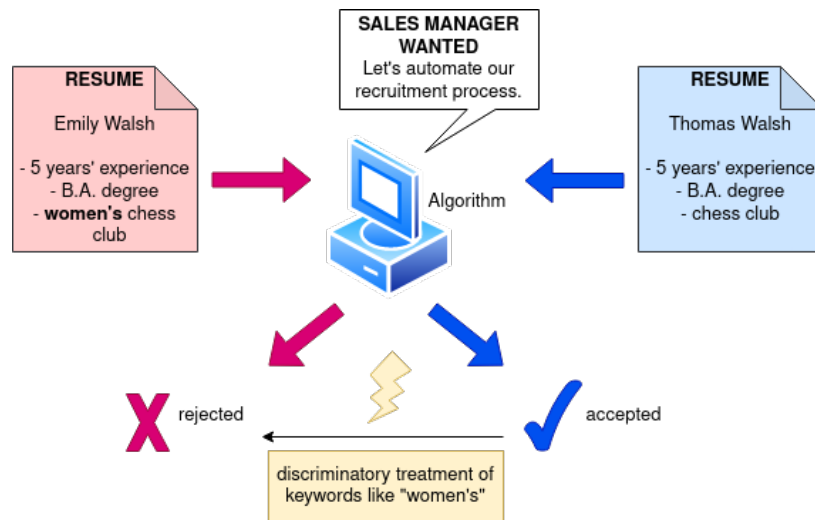 SALES MANAGER
WANTED
Let's automate our
recruitment process.
RESUME
Emily Walsh
- 5 years' experience
- B.A. degree
- women's chess
club
Algorithm
RESUME
Thomas Walsh
- 5 years' experience
- B.A. degree
- chess club
X rejected
accepted
discriminatory treatment of
keywords like "women's"